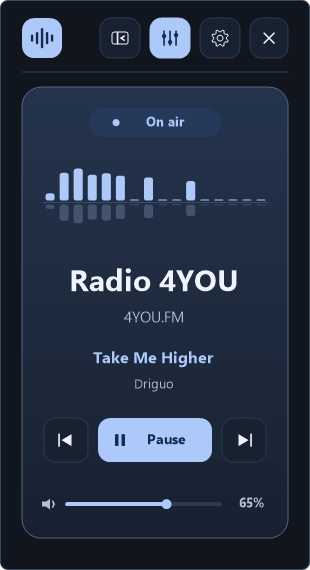 On air
Radio 4YOU
4YOU.FM
Take Me Higher
Driguo
Pause
65%